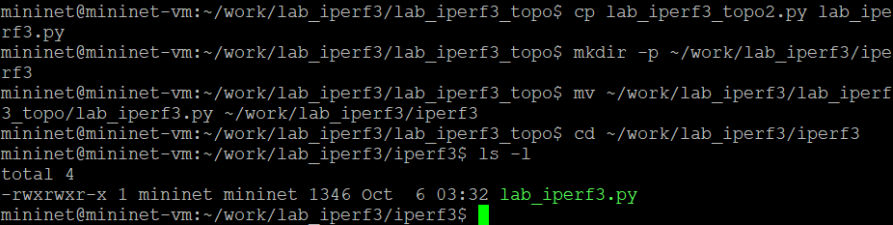 mininet@mininet-vm:~/work/lab_iperf3/lab_iperf3_topo$ cp lab_iperf3_topo2.py lab_ipe
rf3.py
mininet@mininet-vm:~/work/lab_iperf3/lab_iperf3_topo$ mkdir -p ~/work/lab_iperf3/ipe
rf3
mininet@mininet-vm:~/work/lab_iperf3/lab_iperf3_topo$ mv ~/work/lab_iperf3/lab_iperf
3_topo/lab_iperf3.py ~/work/lab_iperf3/iperf3
mininet@mininet-vm:~/work/lab_iperf3/lab_iperf3_topo$ cd ~/work/lab_iperf3/iperf3
mininet@mininet-vm:~/work/lab_iperf3/iperf3$ ls -l
total 4
-rwxrwxr-x 1 mininet mininet 1346 Oct  6 03:32 lab_iperf3.py
mininet@mininet-vm:~/work/lab_iperf3/iperf3$